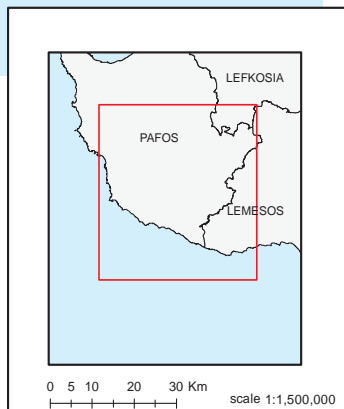 LEFKOSIA
PAFOS
LEMESOS
0 5 10 20 30 Km
scale 1:1,500,000